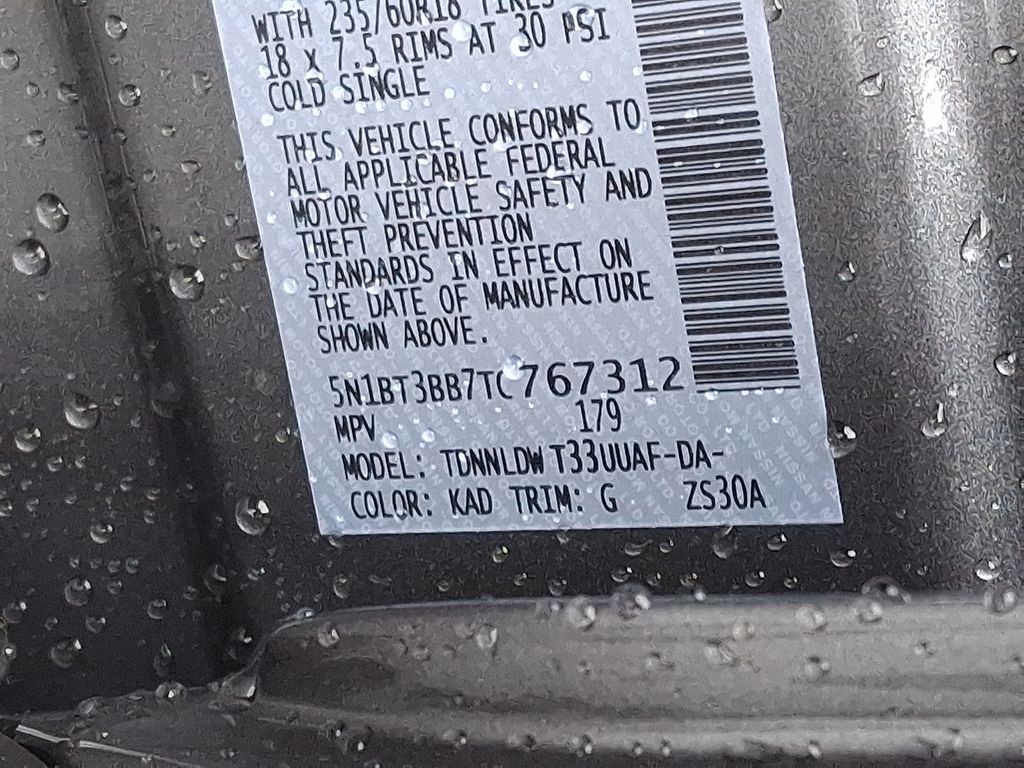 WITH 235/60R18 TIRES
18 x 7.5 RIMS AT 30 PSI
COLD SINGLE
THIS VEHICLE CONFORMS TO
ALL APPLICABLE FEDERAL
MOTOR VEHICLE SAFETY AND
THEFT PREVENTION
STANDARDS IN EFFECT ON
THE DATE OF MANUFACTURE
SHOWN ABOVE.
5N1BT3BB7TC767312
MPV 179
MODEL: TDNNLDW T33UUAF-DA-
COLOR: KAD TRIM: G ZS30A